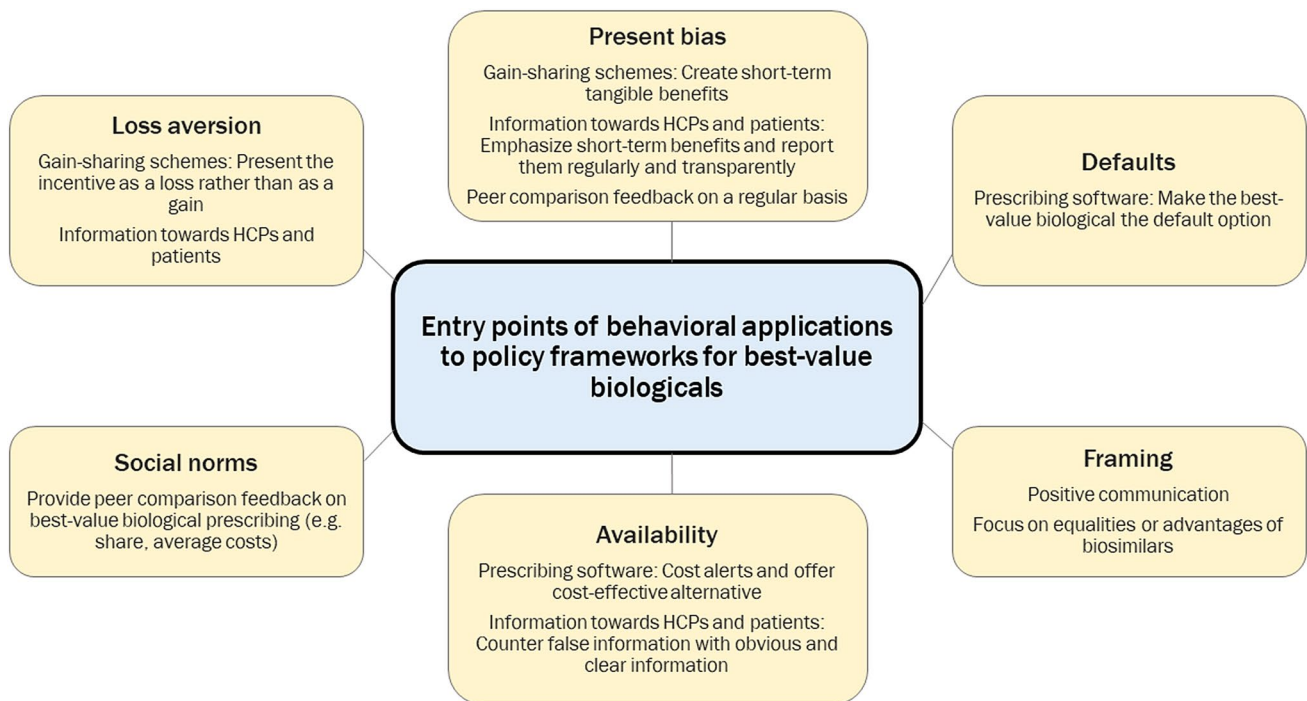 Present bias
Gain-sharing schemes: Create short-term
tangible benefits
Information towards HCPs and patients:
Emphasize short-term benefits and report
them regularly and transparently
Peer comparison feedback on a regular basis
Loss aversion
Gain-sharing schemes: Present the
incentive as a loss rather than as a
gain
Information towards HCPs and
patients
Defaults
Prescribing software: Make the best-
value biological the default option
Entry points of behavioral applications
to policy frameworks for best-value
biologicals
Social norms
Provide peer comparison feedback on
best-value biological prescribing (e.g.
share, average costs)
Availability
Prescribing software: Cost alerts and offer
cost-effective alternative
Information towards HCPs and patients:
Counter false information with obvious and
clear information
Framing
Positive communication
Focus on equalities or advantages of
biosimilars